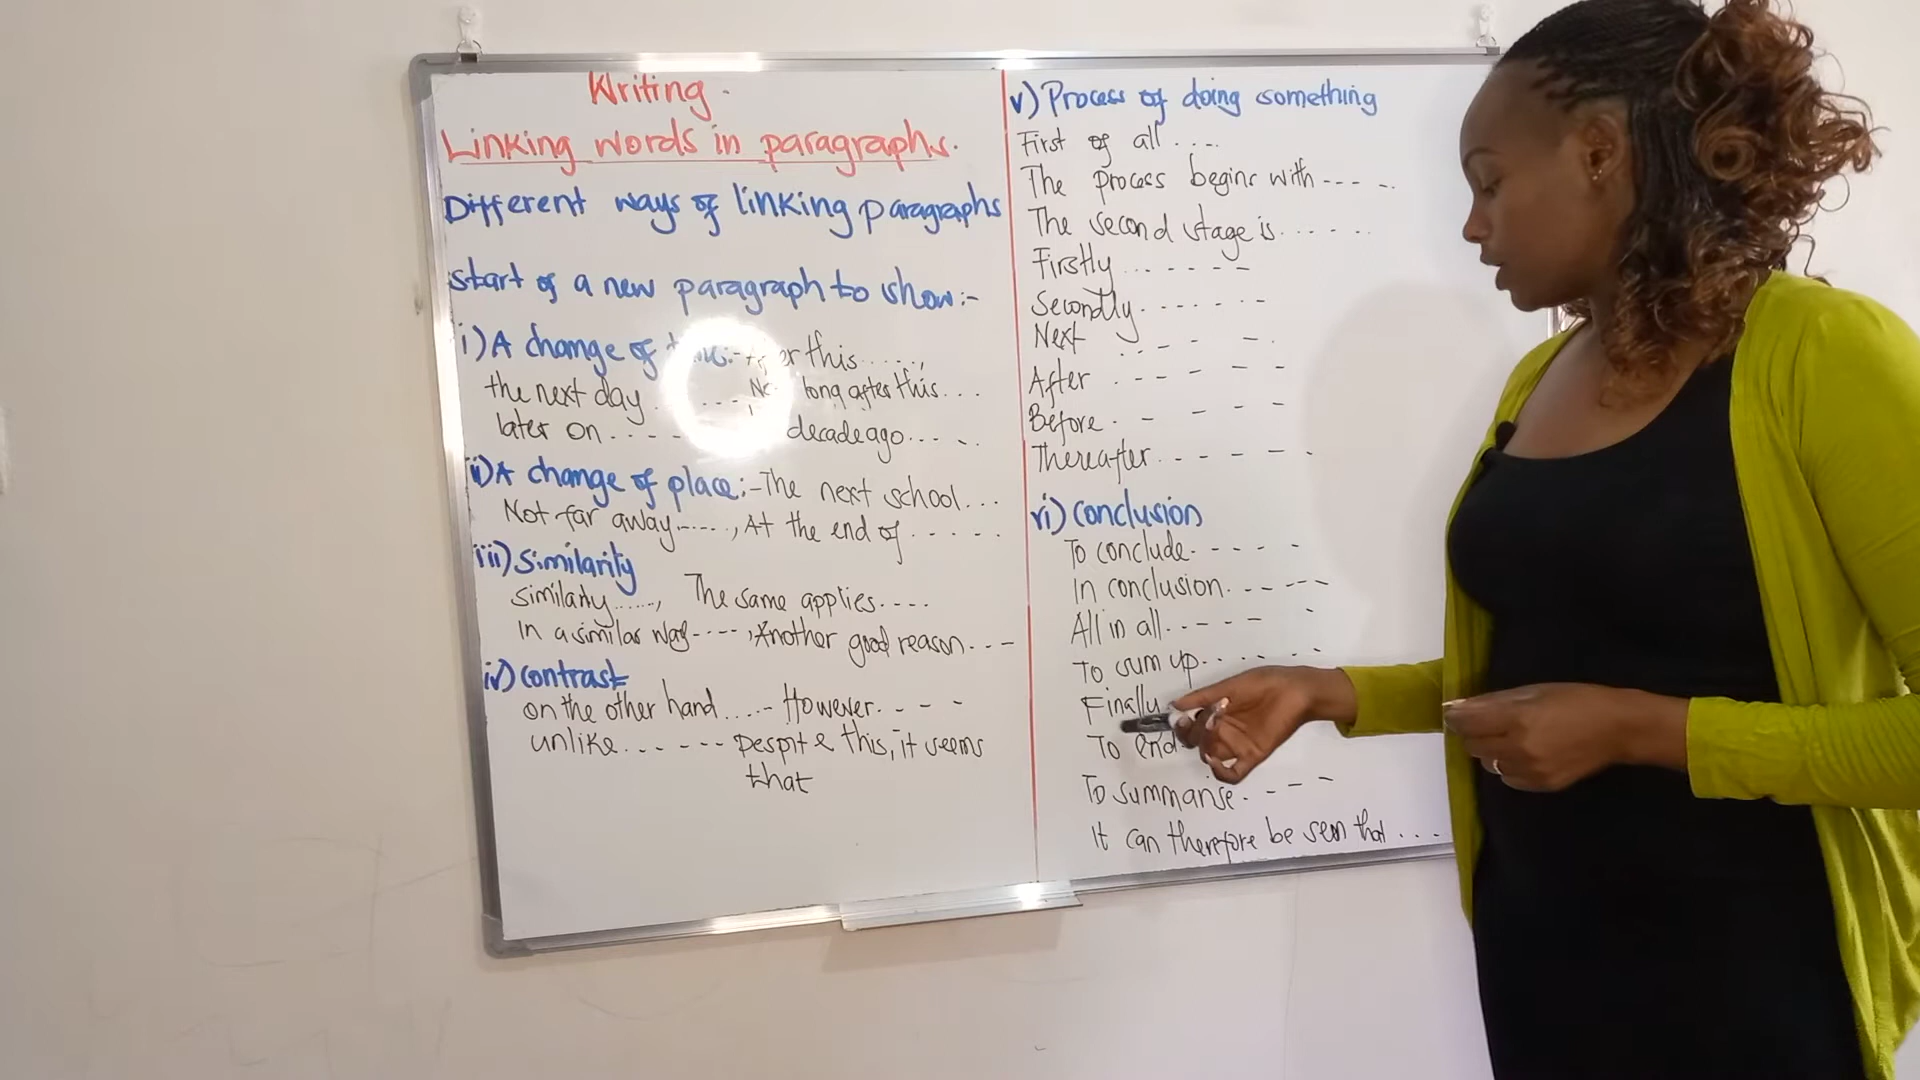 Writing.
Linking words in paragraphs.
Different ways of linking paragraphs
start of a new paragraph to show:-
i) A change of this.....,
the next day ....... long after this...
later on..... decade ago.....
ii) A change of place:- The next school...
Not far away......, At the end of .....
iii) Similarity
Similarly......, The same applies....
In a similar way...., Another good reason...
iv) Contrast
on the other hand..... However....
unlike....... Despite this, it seems
that
v) Process of doing something
First of all ....
The process begins with.....
The second stage is......
Firstly ......
Secondly......
Next .....
After .....
Before.....
Thereafter.....
vi) Conclusion
To conclude.....
In conclusion.....
All in all.....
To sum up......
Finally
To end
To summarise....
It can therefore be seen that ....